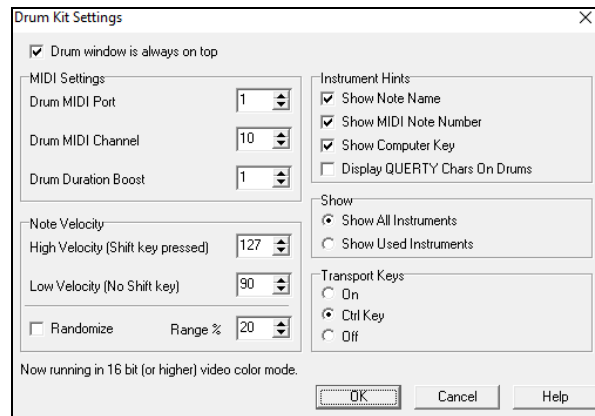 Drum Kit Settings
Drum window is always on top
MIDI Settings
Drum MIDI Port 1
Drum MIDI Channel 10
Drum Duration Boost 1
Note Velocity
High Velocity (Shift key pressed) 127
Low Velocity (No Shift key) 90
Randomize Range % 20
Instrument Hints
Show Note Name
Show MIDI Note Number
Show Computer Key
Display QUERTY Chars On Drums
Show
Show All Instruments
Show Used Instruments
Transport Keys
On
Ctrl Key
Off
Now running in 16 bit (or higher) video color mode.
OK Cancel Help